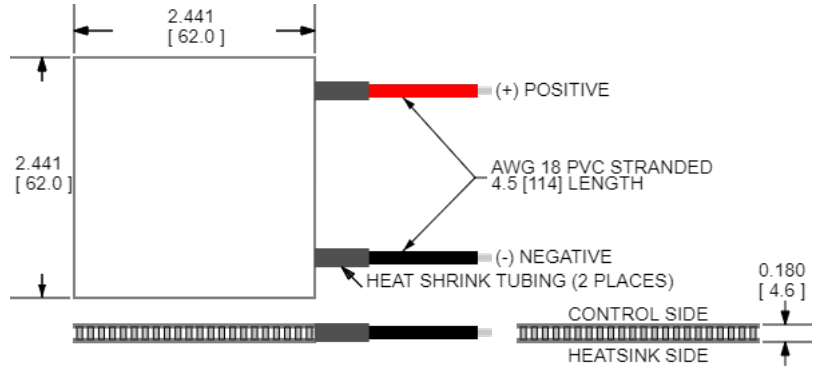 2.441
[ 62.0 ]
(+) POSITIVE
2.441
[ 62.0 ]
AWG 18 PVC STRANDED
4.5 [114] LENGTH
(-) NEGATIVE
HEAT SHRINK TUBING (2 PLACES)
0.180
[ 4.6 ]
CONTROL SIDE
HEATSINK SIDE